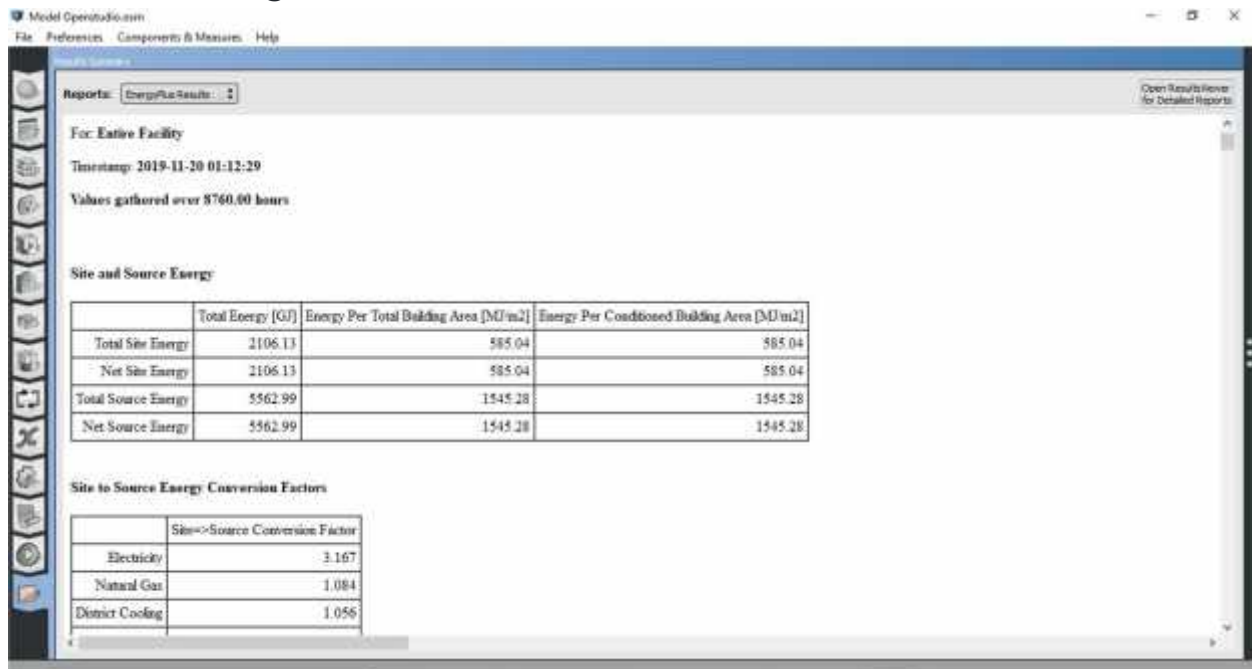 Model Openstudio.osm
File Preferences Components & Measures Help
Results Summary
Reports: EnergyPlus Results
Open ResultsViewer
for Detailed Reports
For: Entire Facility
Timestamp: 2019-11-20 01:12:29
Values gathered over 8760.00 hours
Site and Source Energy
Total Energy [GJ] Energy Per Total Building Area [MJ/m2] Energy Per Conditioned Building Area [MJ/m2]
Total Site Energy 2106.13 585.04 585.04
Net Site Energy 2106.13 585.04 585.04
Total Source Energy 5562.99 1545.28 1545.28
Net Source Energy 5562.99 1545.28 1545.28
Site to Source Energy Conversion Factors
Site=>Source Conversion Factor
Electricity 3.167
Natural Gas 1.084
District Cooling 1.056